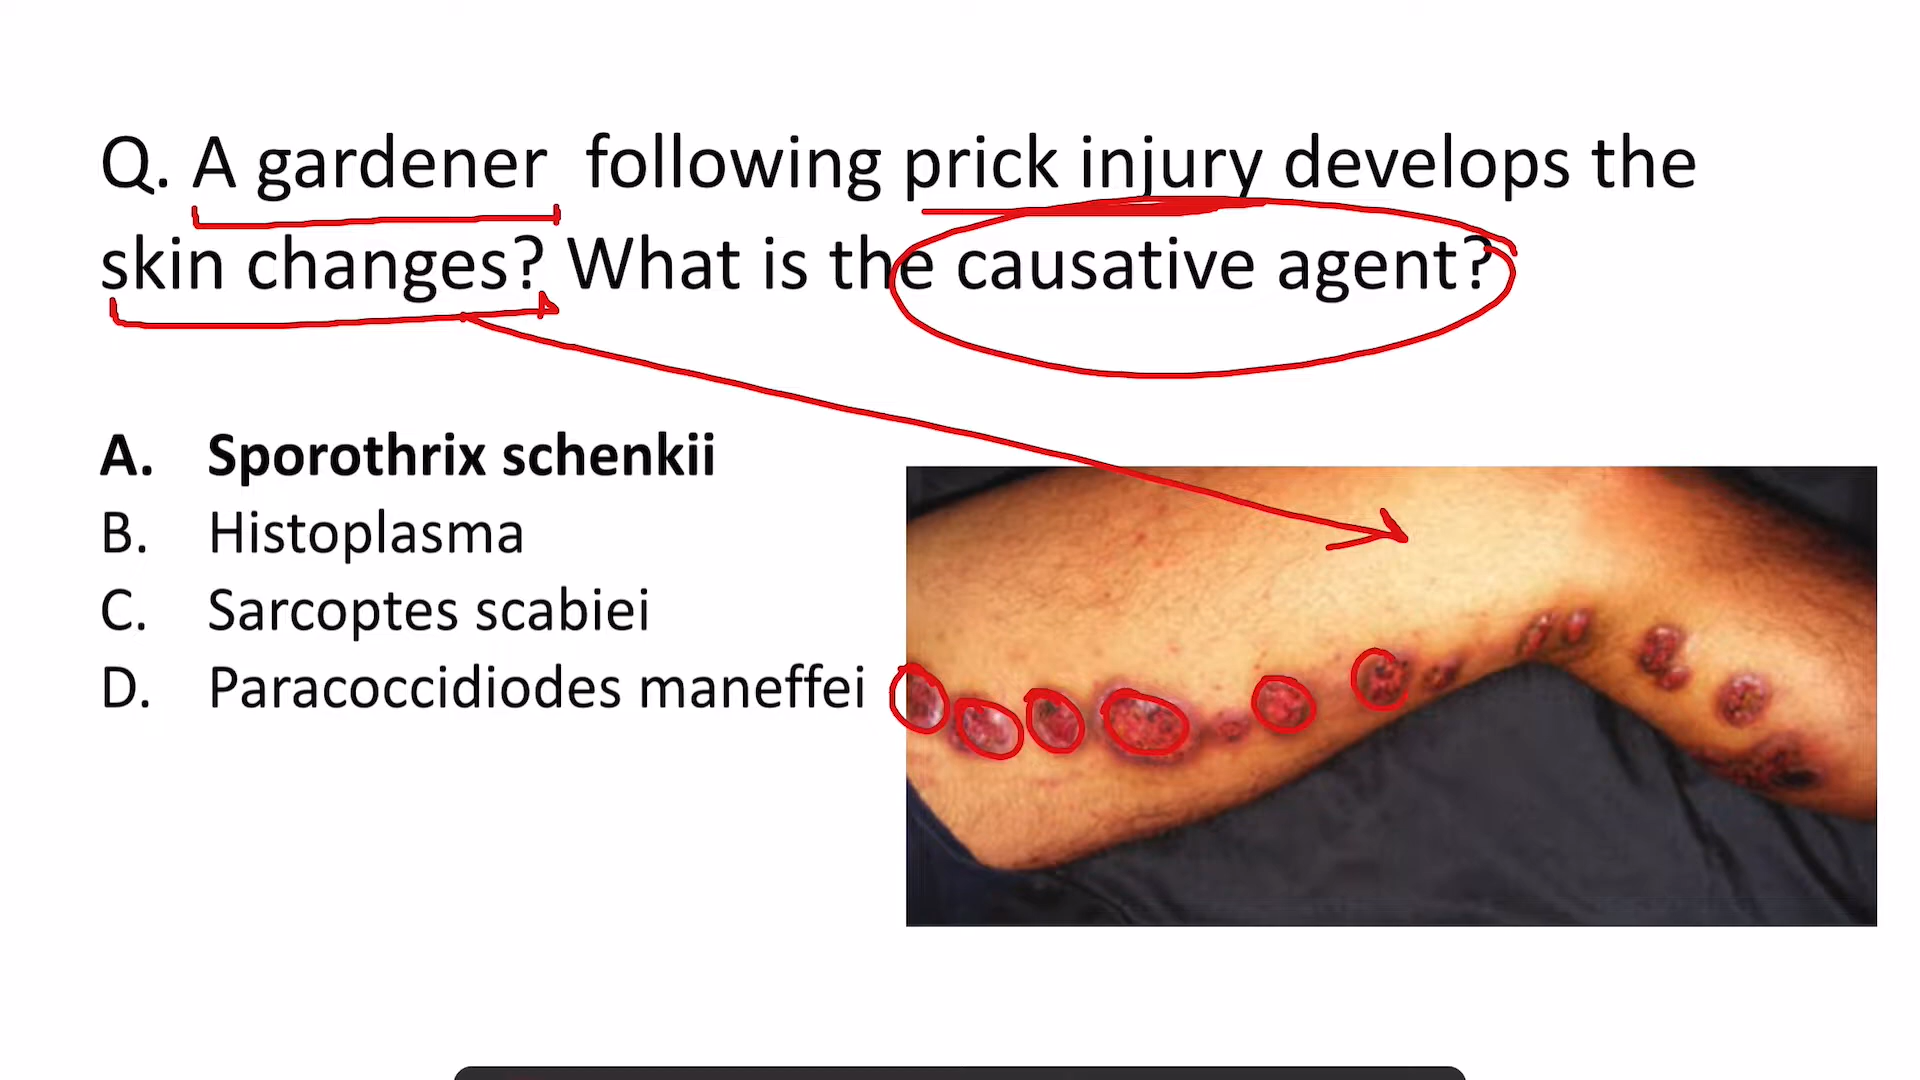 Q. A gardener following prick injury develops the
skin changes? What is the causative agent?
A. Sporothrix schenkii
B. Histoplasma
C. Sarcoptes scabiei
D. Paracoccidiodes maneffei